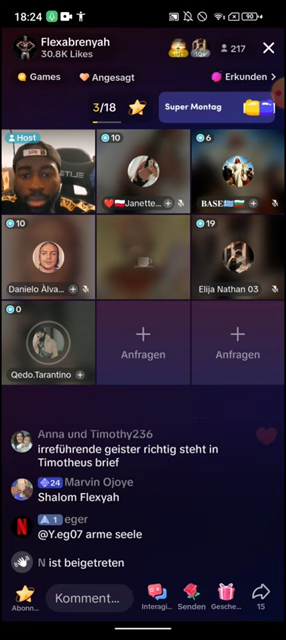 18:24
90
Flexabrenyah
30.8K Likes
217
Games
Angesagt
Erkunden
3/18
Super Montag
Host
10
6
❤️🇵🇱Janette...
BASE🇬🇷🇧🇬
10
19
Danielo Àlva...
Elija Nathan 03
0
Qedo.Tarantino
Anfragen
Anfragen
Anna und Timothy236
irreführende geister richtig steht in
Timotheus brief
24 Marvin Ojoye
Shalom Flexyah
1 eger
@Y.eg07 arme seele
N ist beigetreten
Komment...
Abonn...
Interagi...
Senden
Gesche...
15